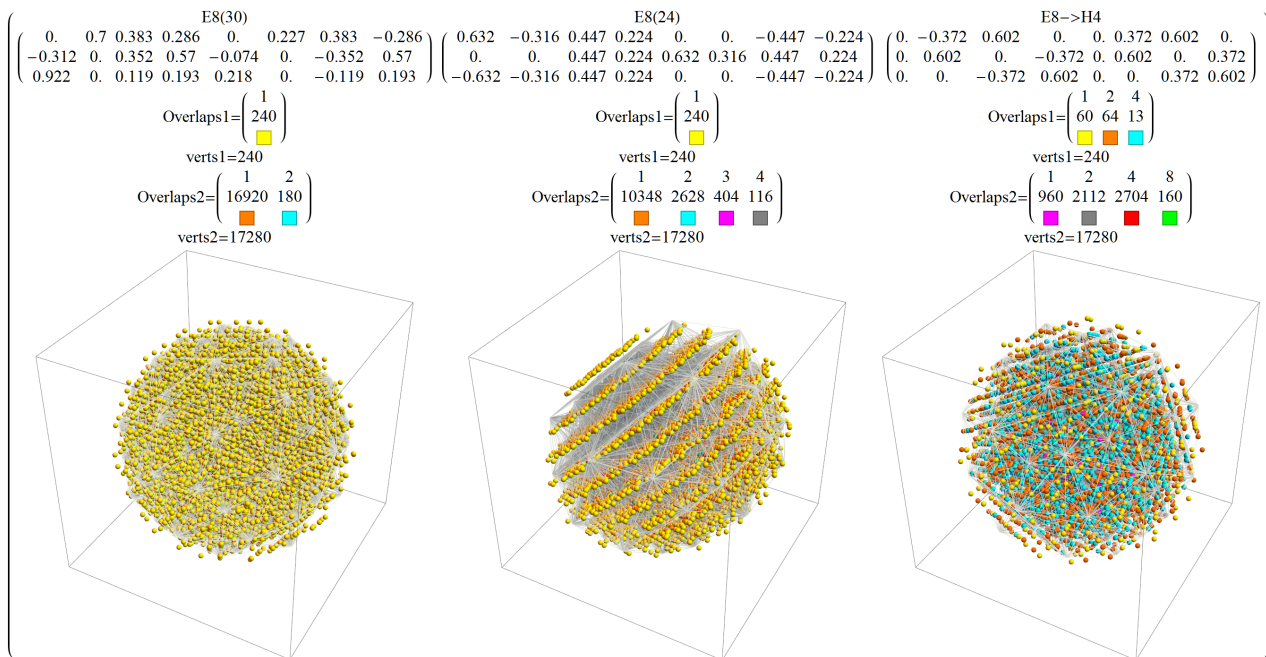 E8(30)
0. 0.7 0.383 0.286 0. 0.227 0.383 −0.286
−0.312 0. 0.352 0.57 −0.074 0. −0.352 0.57
0.922 0. 0.119 0.193 0.218 0. −0.119 0.193
1
Overlaps1= 240
verts1=240
1 2
Overlaps2= 16920 180
verts2=17280
E8(24)
0.632 −0.316 0.447 0.224 0. 0. −0.447 −0.224
0. 0. 0.447 0.224 0.632 0.316 0.447 0.224
−0.632 −0.316 0.447 0.224 0. 0. −0.447 −0.224
1
Overlaps1= 240
verts1=240
1 2 3 4
Overlaps2= 10348 2628 404 116
verts2=17280
E8->H4
0. −0.372 0.602 0. 0. 0.372 0.602 0.
0. 0.602 0. −0.372 0. 0.602 0. 0.372
0. 0. −0.372 0.602 0. 0. 0.372 0.602
1 2 4
Overlaps1= 60 64 13
verts1=240
1 2 4 8
Overlaps2= 960 2112 2704 160
verts2=17280